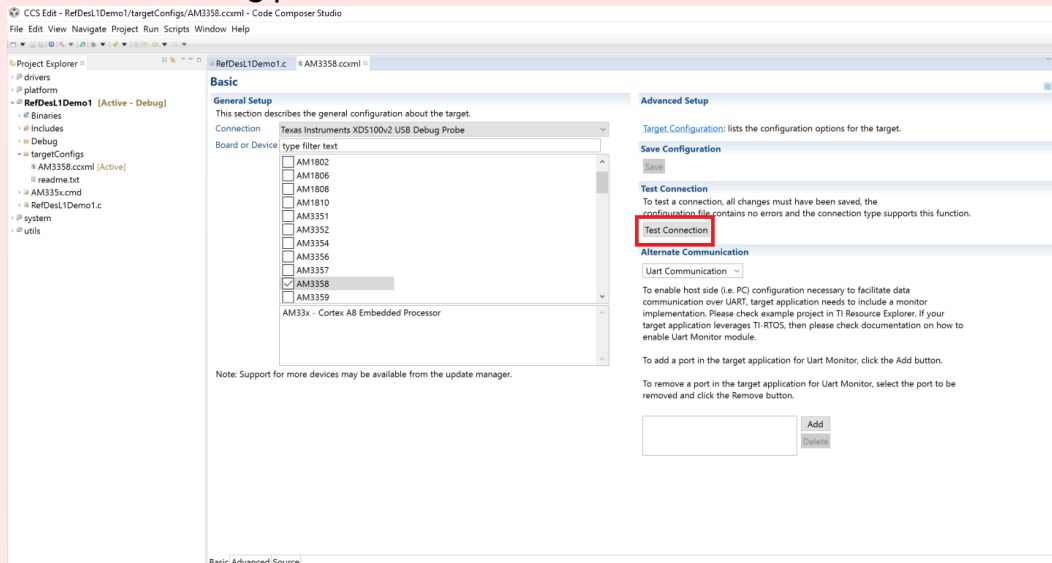 CCS Edit - RefDesL1Demo1/targetConfigs/AM3358.ccxml - Code Composer Studio
File Edit View Navigate Project Run Scripts Window Help
Project Explorer
drivers
platform
RefDesL1Demo1 [Active - Debug]
Binaries
Includes
Debug
targetConfigs
AM3358.ccxml [Active]
readme.txt
AM335x.cmd
RefDesL1Demo1.c
system
utils
RefDesL1Demo1.c
AM3358.ccxml
Basic
General Setup
This section describes the general configuration about the target.
Connection
Texas Instruments XDS100v2 USB Debug Probe
Board or Device
type filter text
AM1802
AM1806
AM1808
AM1810
AM3351
AM3352
AM3354
AM3356
AM3357
AM3358
AM3359
AM33x - Cortex A8 Embedded Processor
Note: Support for more devices may be available from the update manager.
Advanced Setup
Target Configuration: lists the configuration options for the target.
Save Configuration
Save
Test Connection
To test a connection, all changes must have been saved, the
configuration file contains no errors and the connection type supports this function.
Test Connection
Alternate Communication
Uart Communication
To enable host side (i.e. PC) configuration necessary to facilitate data
communication over UART, target application needs to include a monitor
implementation. Please check example project in TI Resource Explorer. If your
target application leverages TI-RTOS, then please check documentation on how to
enable Uart Monitor module.
To add a port in the target application for Uart Monitor, click the Add button.
To remove a port in the target application for Uart Monitor, select the port to be
removed and click the Remove button.
Add
Delete
Basic Advanced Source